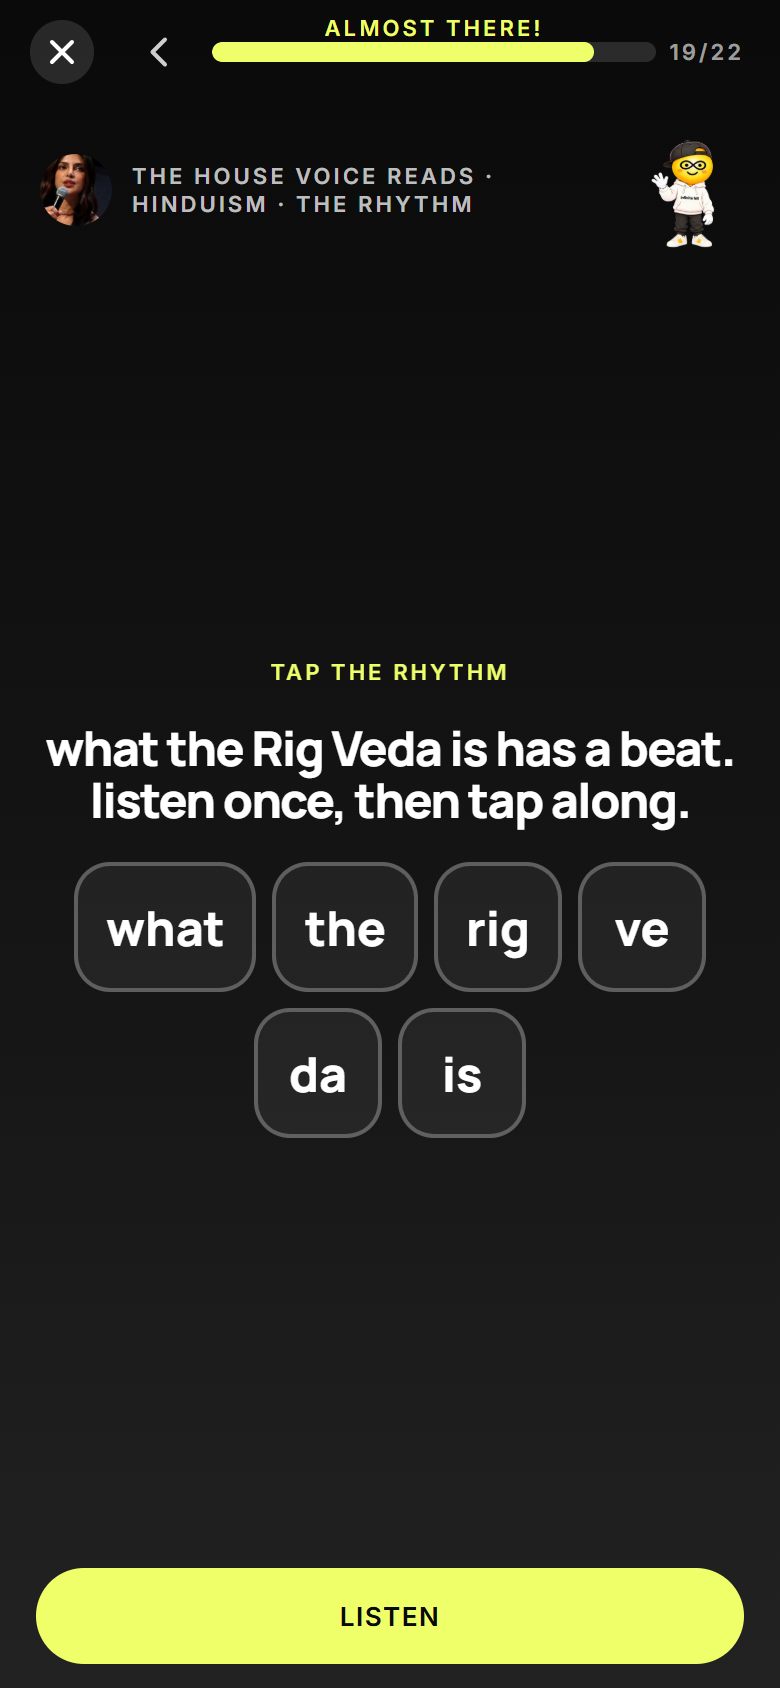 ALMOST THERE!
19/22
THE HOUSE VOICE READS ·
HINDUISM · THE RHYTHM
TAP THE RHYTHM
what the Rig Veda is has a beat.
listen once, then tap along.
what the rig ve
da is
LISTEN